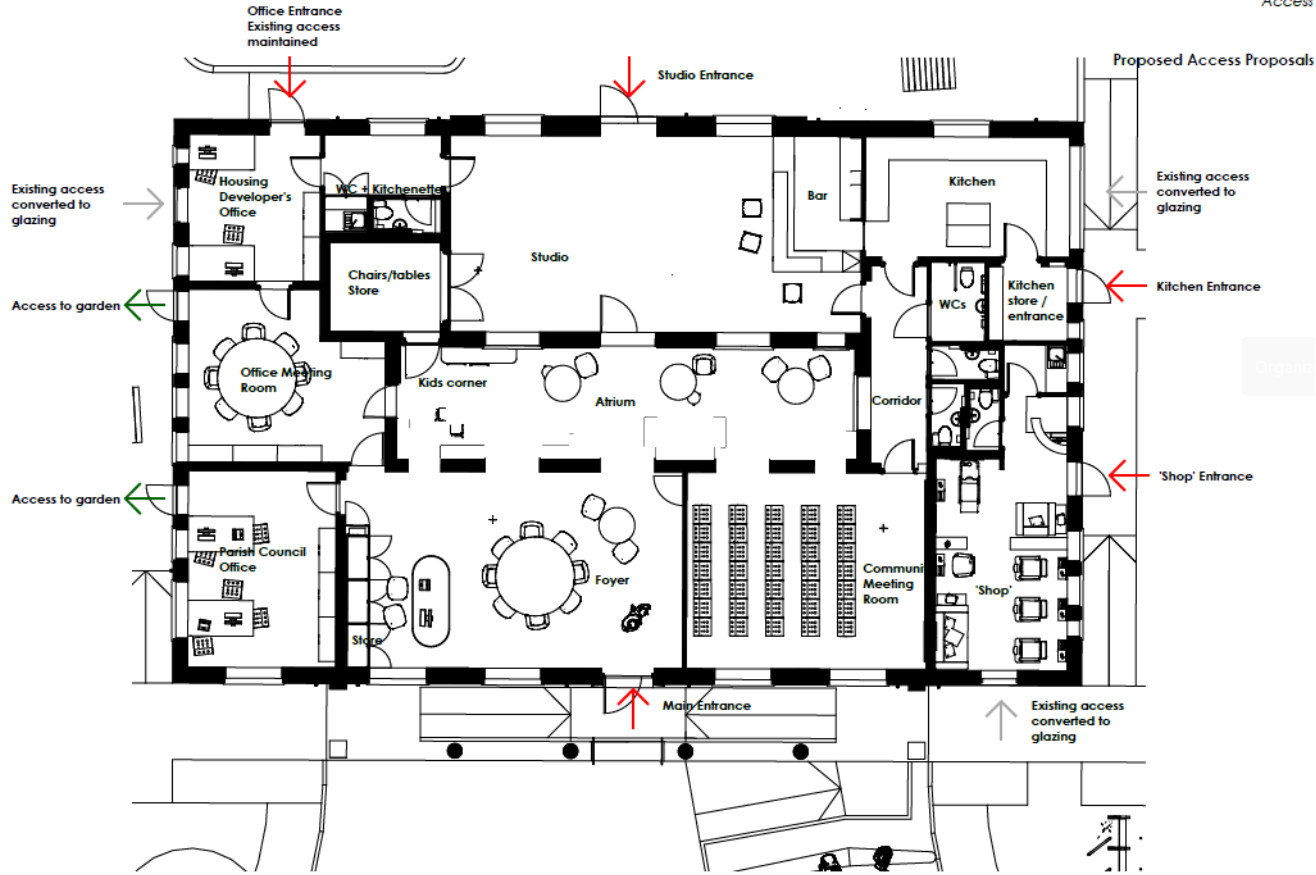 Access
Proposed Access Proposals
Office Entrance
Existing access
maintained
Studio Entrance
Existing access
converted to
glazing
Housing
Developer's
Office
WC + Kitchenette
Bar
Kitchen
Existing access
converted to
glazing
Studio
Chairs/tables
Store
Access to garden
WCs
Kitchen
store /
entrance
Kitchen Entrance
Office Meeting
Room
Kids corner
Atrium
Corridor
Access to garden
'Shop' Entrance
Parish Council
Office
Foyer
Communi
Meeting
Room
'Shop'
Store
Main Entrance
Existing access
converted to
glazing